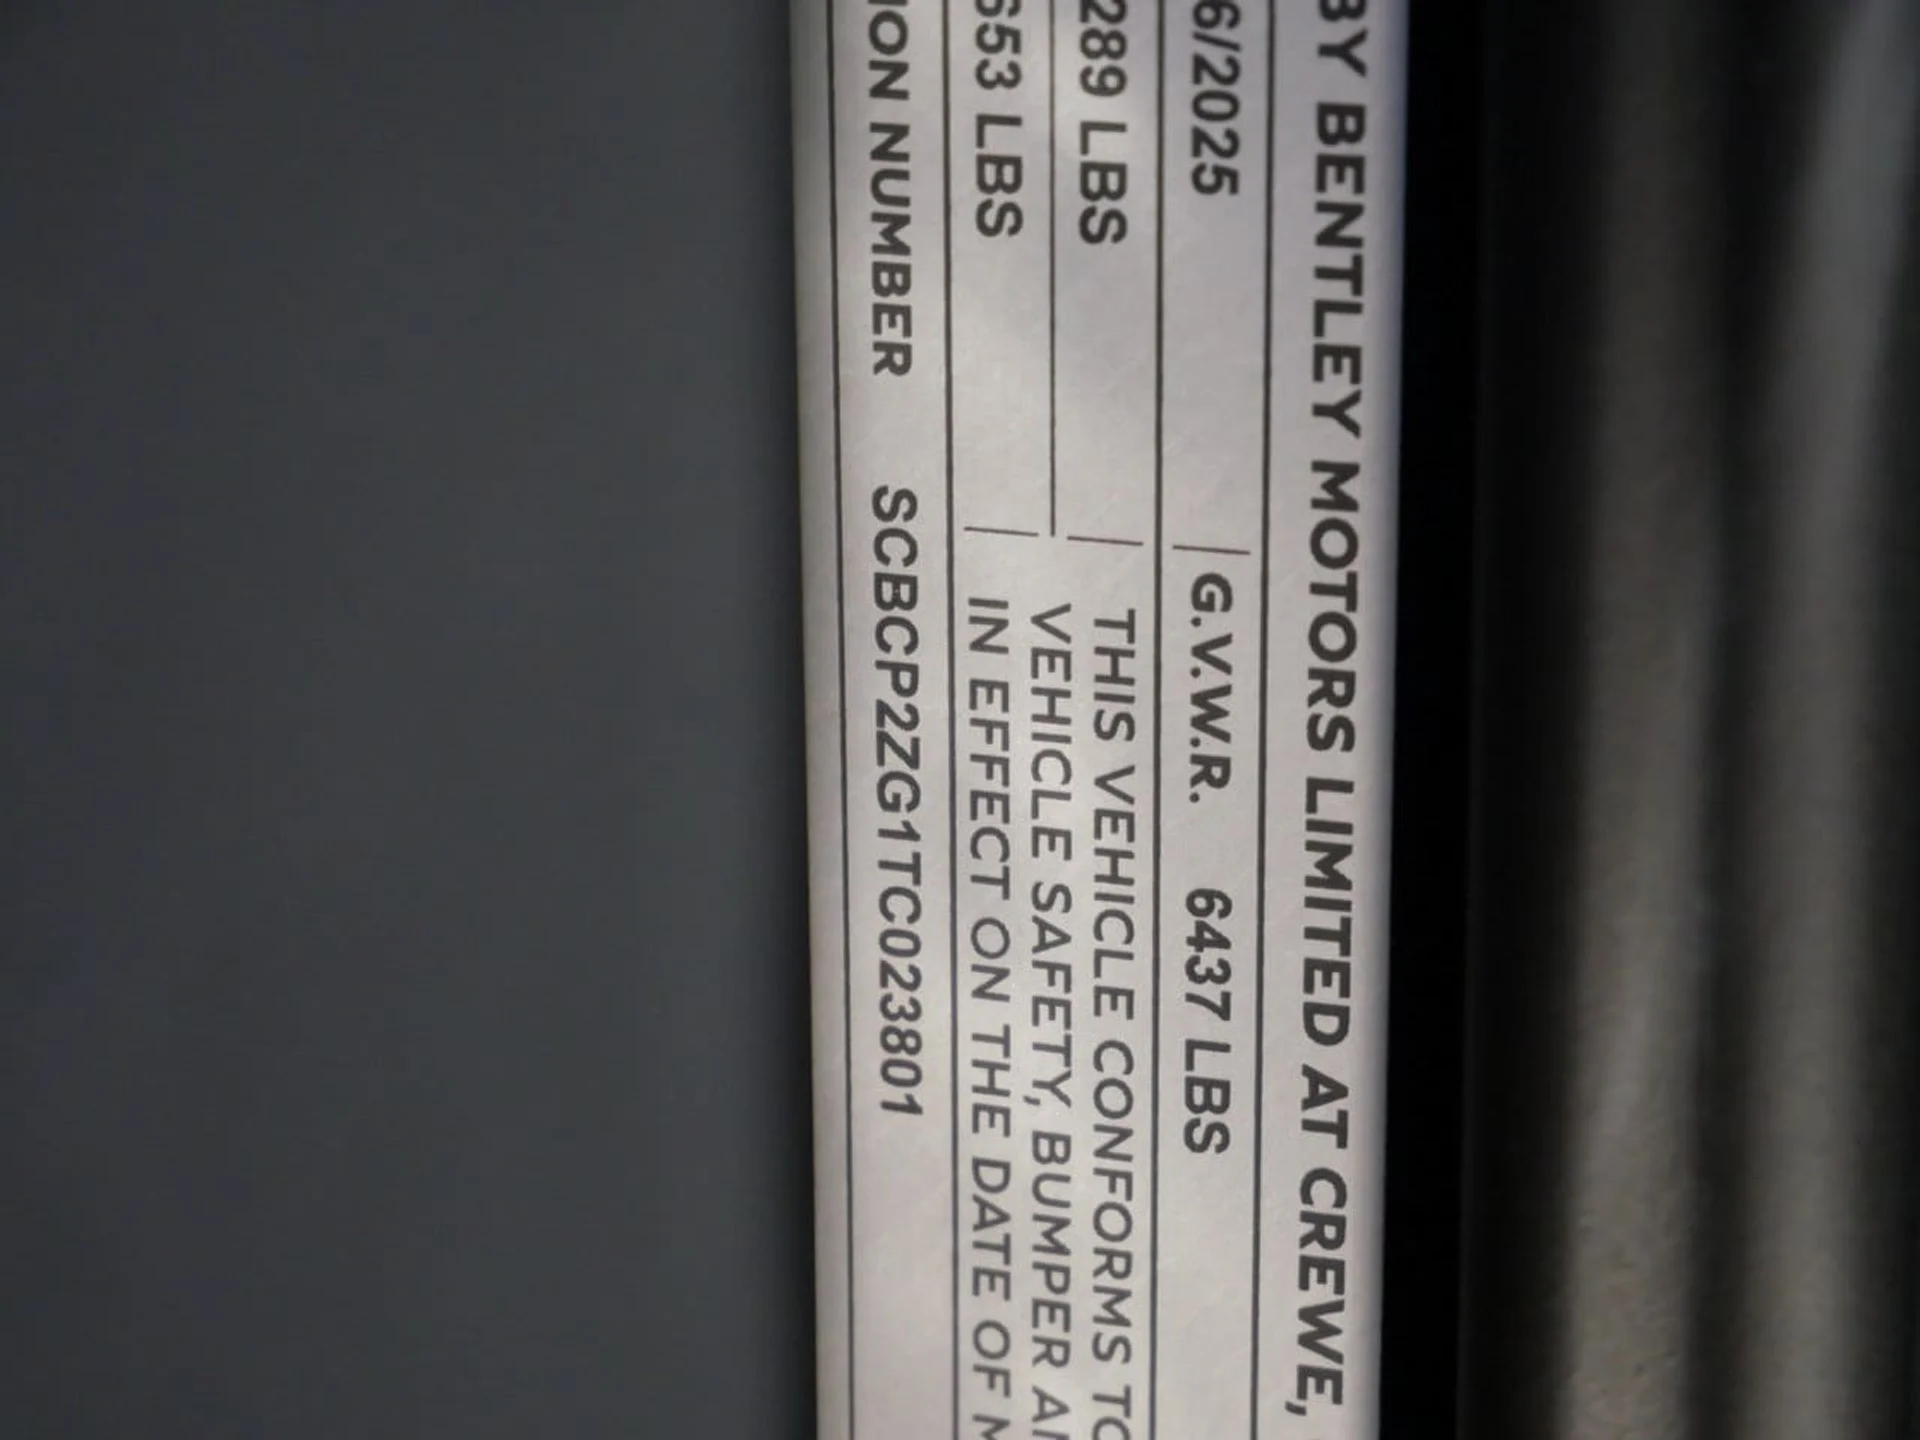 BY BENTLEY MOTORS LIMITED AT CREWE,
6/2025 G.V.W.R. 6437 LBS
289 LBS THIS VEHICLE CONFORMS TO
VEHICLE SAFETY, BUMPER AN
653 LBS IN EFFECT ON THE DATE OF M
ION NUMBER SCBCP2ZG1TC023801